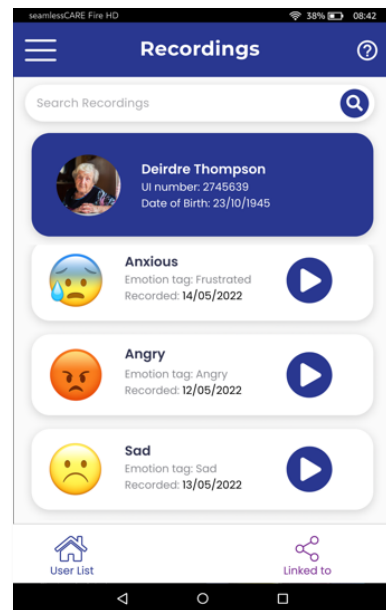 seamlessCARE Fire HD 38% 08:42
Recordings
Search Recordings
Deirdre Thompson
UI number: 2745639
Date of Birth: 23/10/1945
Anxious
Emotion tag: Frustrated
Recorded: 14/05/2022
Angry
Emotion tag: Angry
Recorded: 12/05/2022
Sad
Emotion tag: Sad
Recorded: 13/05/2022
User List
Linked to